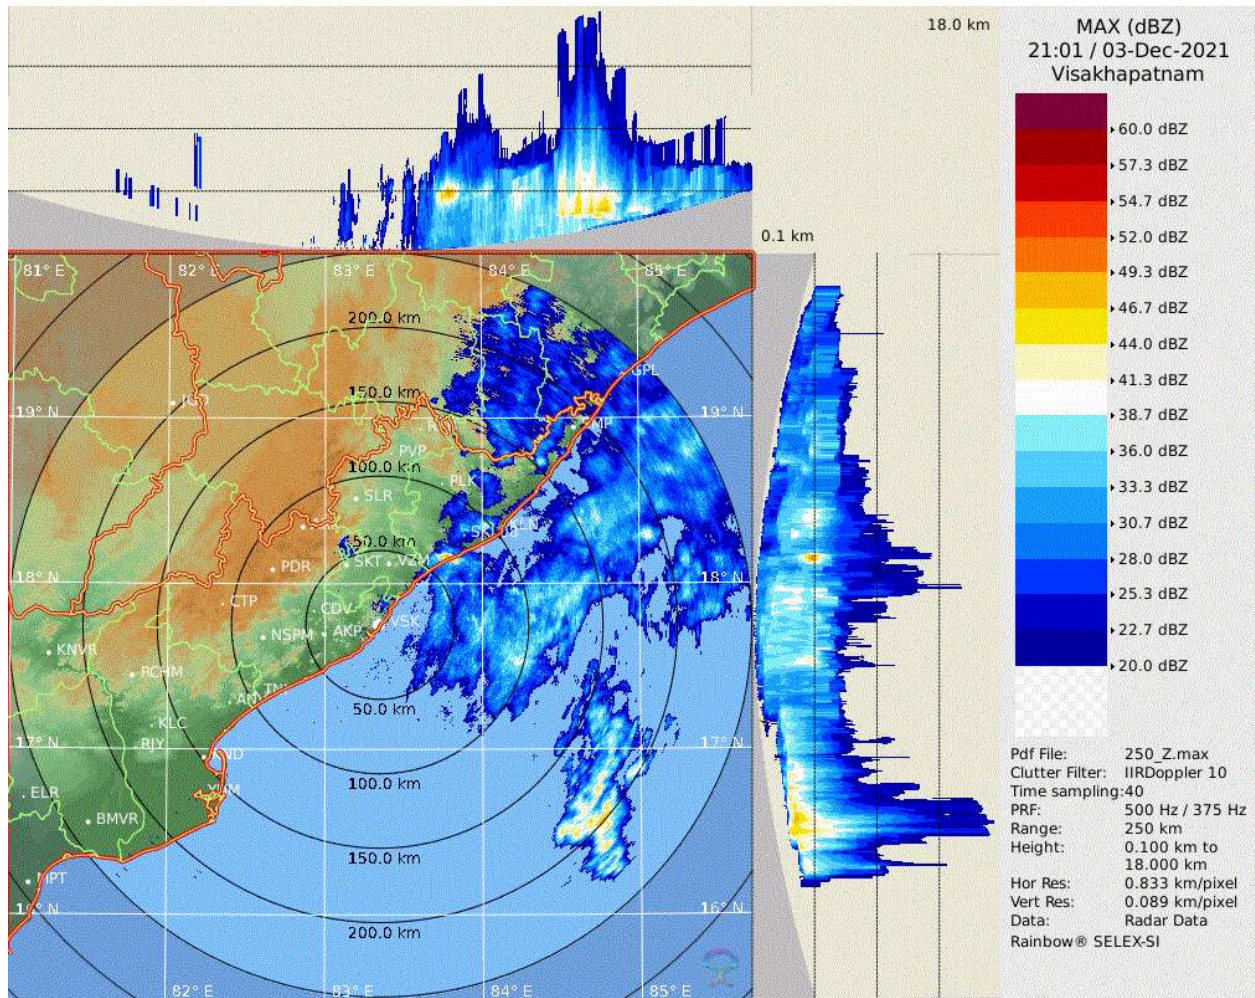 18.0 km
MAX (dBZ)
21:01 / 03-Dec-2021
Visakhapatnam
60.0 dBZ
57.3 dBZ
54.7 dBZ
52.0 dBZ
49.3 dBZ
46.7 dBZ
44.0 dBZ
41.3 dBZ
38.7 dBZ
36.0 dBZ
33.3 dBZ
30.7 dBZ
28.0 dBZ
25.3 dBZ
22.7 dBZ
20.0 dBZ
0.1 km
81° E
82° E
83° E
84° E
85° E
200.0 km
GPL
150.0 km
JGD
19° N
19° N
PVP
100.0 km
PLK
SLR
50.0 km
SKT
VZM
PDR
18° N
18° N
CTP
CDV
VSK
NSPM
AKP
KNVR
RCHM
50.0 km
KLC
RJY
17° N
17° N
100.0 km
ELR
BMVR
150.0 km
MPT
16° N
16° N
200.0 km
82° E
83° E
84° E
85° E
Pdf File: 250_Z.max
Clutter Filter: IIRDoppler 10
Time sampling:40
PRF: 500 Hz / 375 Hz
Range: 250 km
Height: 0.100 km to
18.000 km
Hor Res: 0.833 km/pixel
Vert Res: 0.089 km/pixel
Data: Radar Data
Rainbow® SELEX-SI